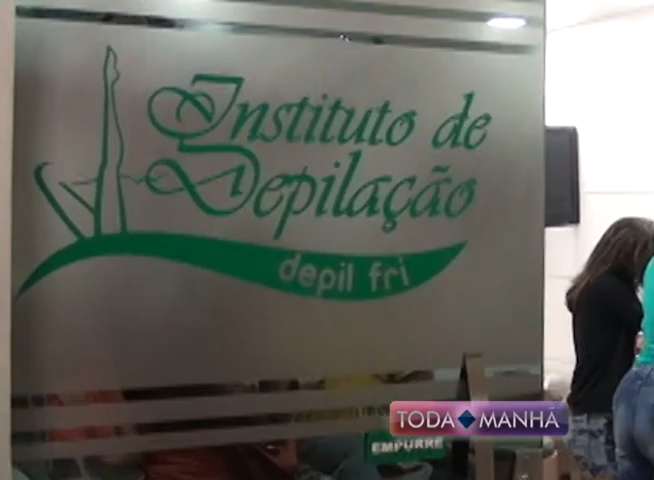 Instituto de
Depilação
depil fri
TODA MANHÃ
EMPURRE